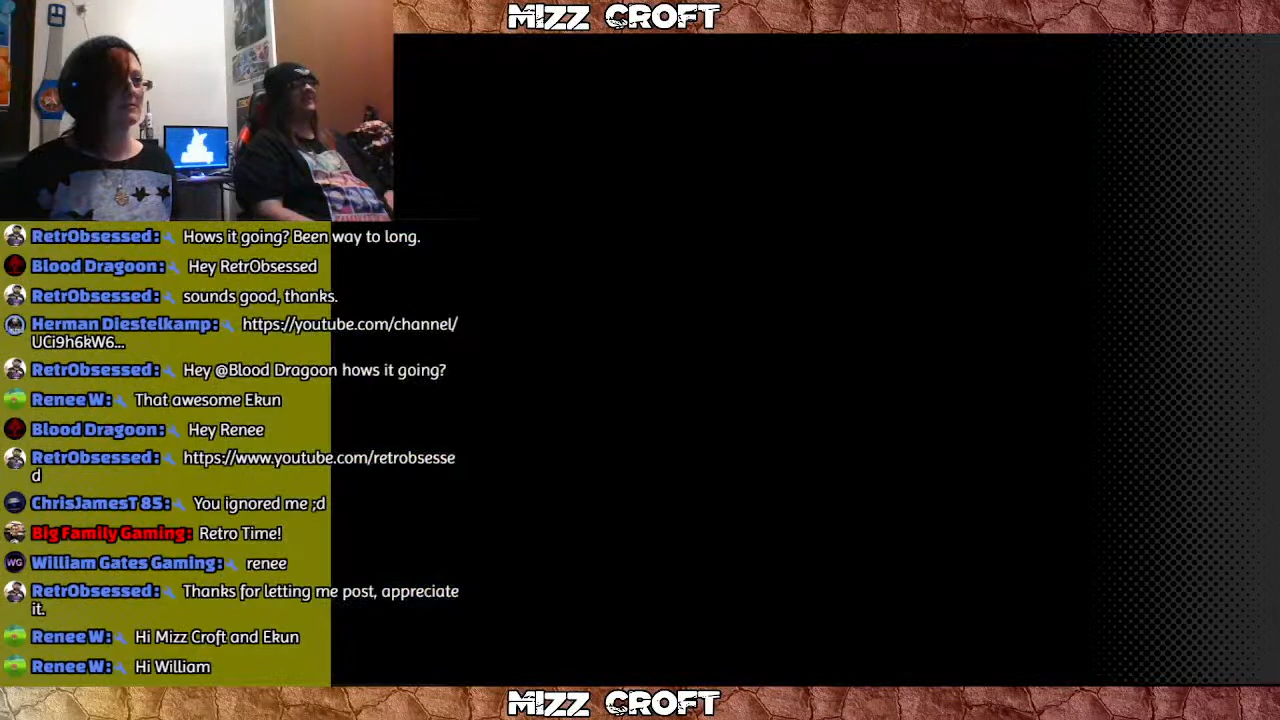 MIZZ CROFT
RetrObsessed: Hows it going? Been way to long.
Blood Dragoon: Hey RetrObsessed
RetrObsessed: sounds good, thanks.
Herman Diestelkamp: https://youtube.com/channel/
UCi9h6kW6...
RetrObsessed: Hey @Blood Dragoon hows it going?
Renee W: That awesome Ekun
Blood Dragoon: Hey Renee
RetrObsessed: https://www.youtube.com/retrobsesse
d
ChrisJamesT 85: You ignored me ;d
Big Family Gaming: Retro Time!
WG William Gates Gaming: renee
RetrObsessed: Thanks for letting me post, appreciate
it.
Renee W: Hi Mizz Croft and Ekun
Renee W: Hi William
MIZZ CROFT